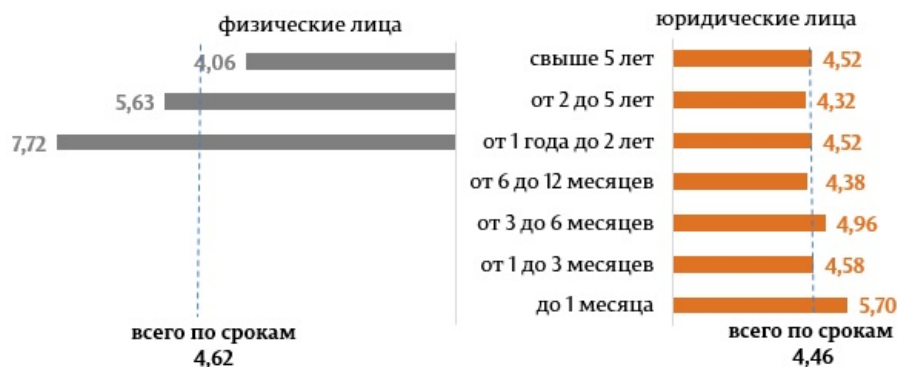 физические лица
юридические лица
4,06
свыше 5 лет
4,52
5,63
от 2 до 5 лет
4,32
7,72
от 1 года до 2 лет
4,52
от 6 до 12 месяцев
4,38
от 3 до 6 месяцев
4,96
от 1 до 3 месяцев
4,58
до 1 месяца
5,70
всего по срокам
4,62
всего по срокам
4,46